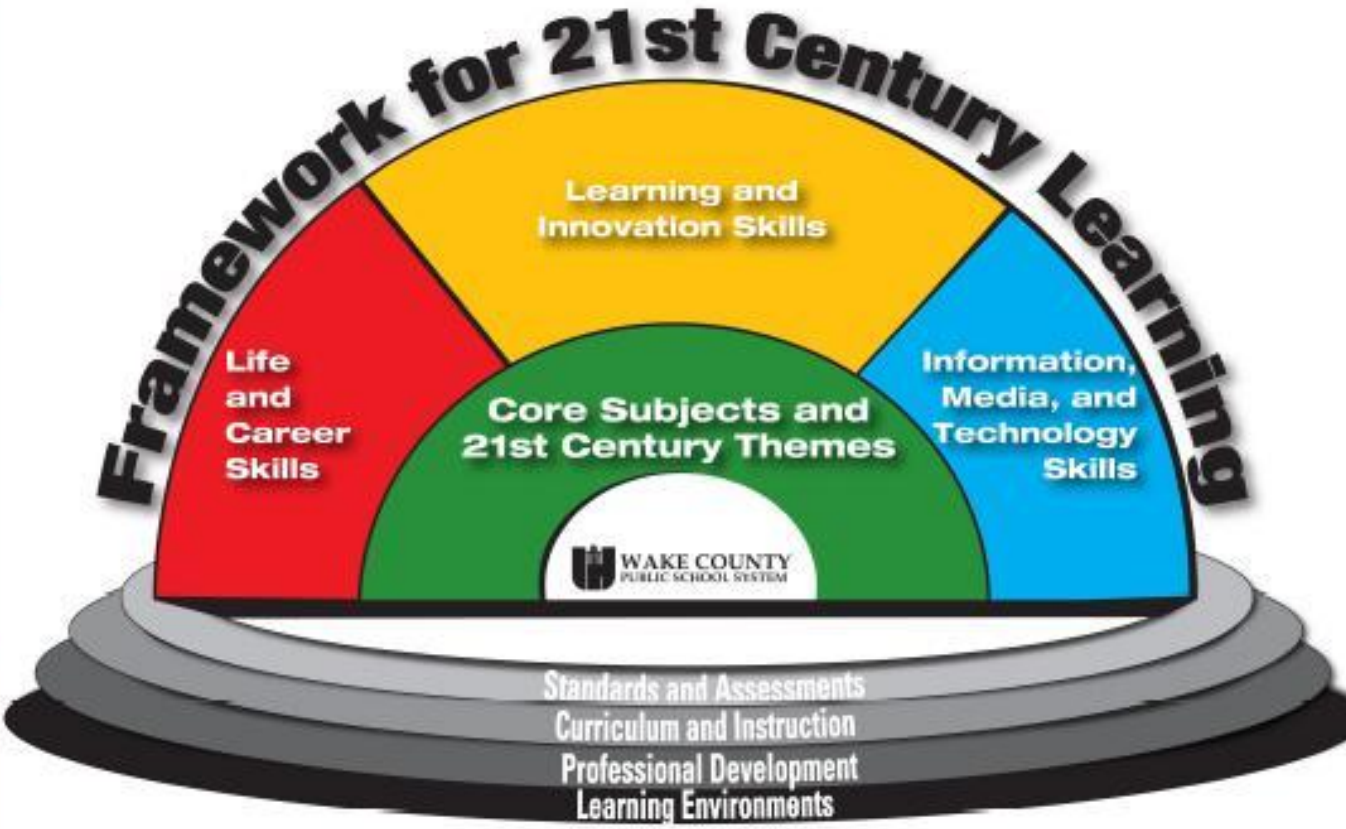 Framework for 21st Century Learning
Learning and
Innovation Skills
Life
and
Career
Skills
Information,
Media, and
Technology
Skills
Core Subjects and
21st Century Themes
WAKE COUNTY
PUBLIC SCHOOL SYSTEM
Standards and Assessments
Curriculum and Instruction
Professional Development
Learning Environments